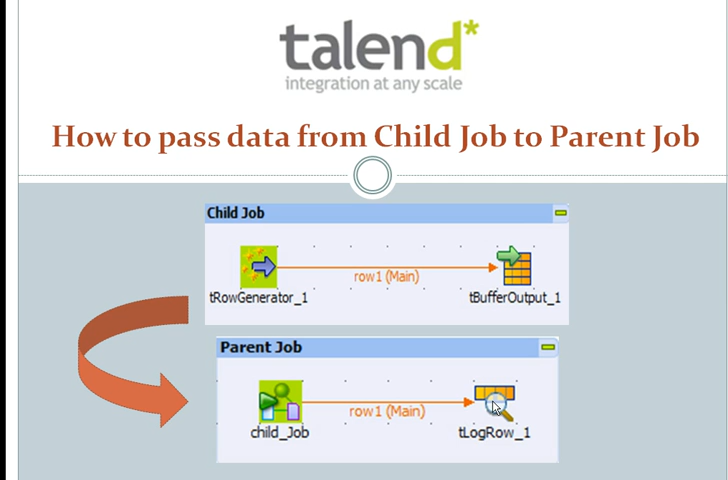 talend*
integration at any scale
How to pass data from Child Job to Parent Job
Child Job
row1 (Main)
tRowGenerator_1
tBufferOutput_1
Parent Job
row1 (Main)
child_Job
tLogRow_1